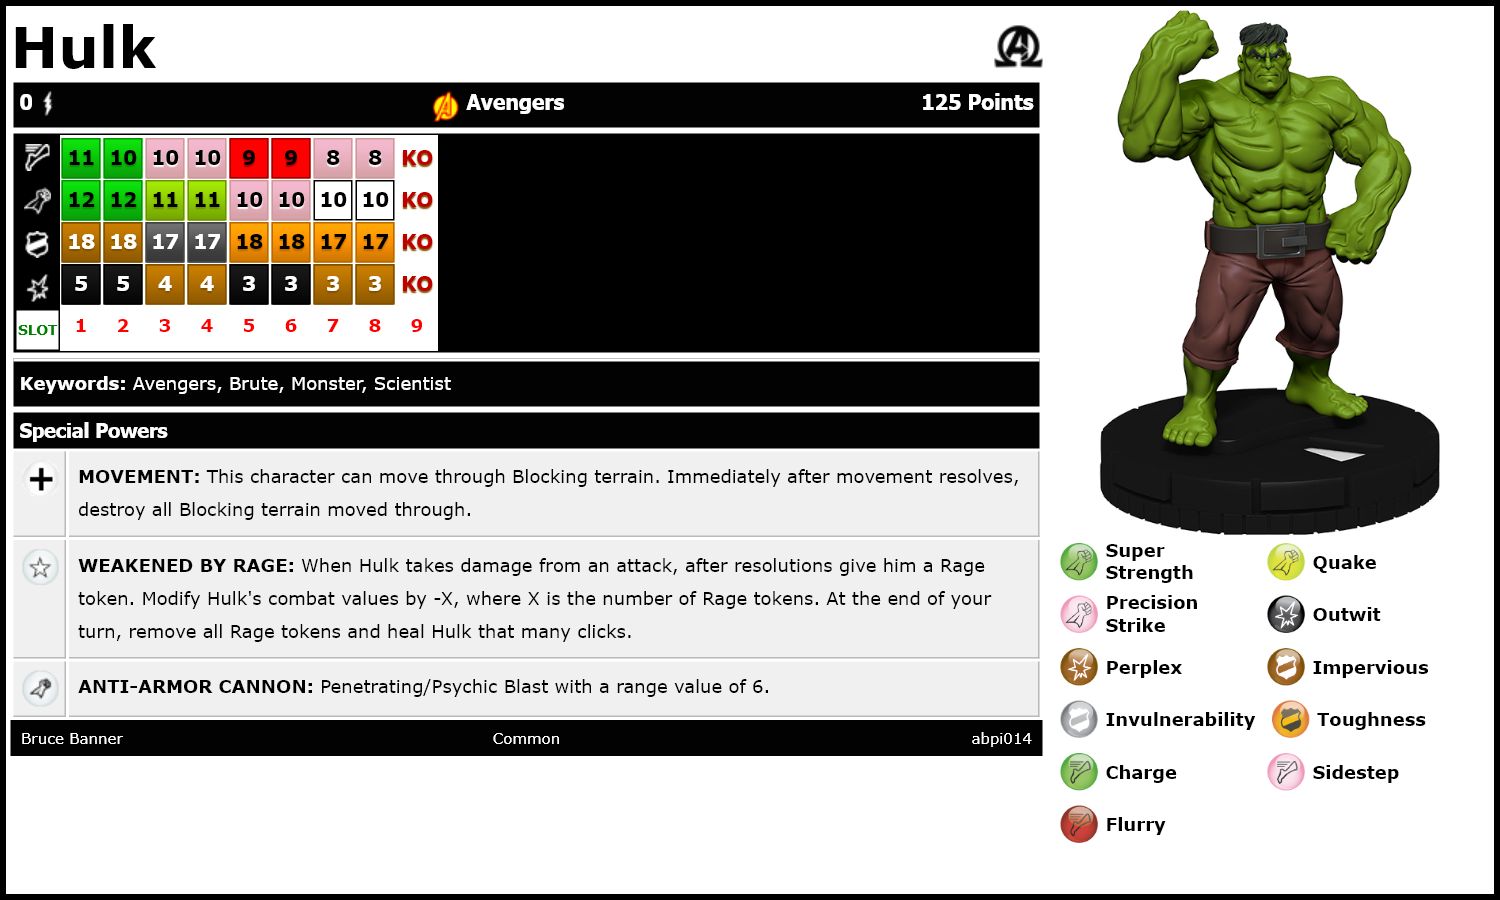 Hulk
0 Avengers 125 Points
11 10 10 10 9 9 8 8 KO
12 12 11 11 10 10 10 10 KO
18 18 17 17 18 18 17 17 KO
5 5 4 4 3 3 3 3 KO
SLOT 1 2 3 4 5 6 7 8 9
Keywords: Avengers, Brute, Monster, Scientist
Special Powers
MOVEMENT: This character can move through Blocking terrain. Immediately after movement resolves,
destroy all Blocking terrain moved through.
WEAKENED BY RAGE: When Hulk takes damage from an attack, after resolutions give him a Rage
token. Modify Hulk's combat values by -X, where X is the number of Rage tokens. At the end of your
turn, remove all Rage tokens and heal Hulk that many clicks.
ANTI-ARMOR CANNON: Penetrating/Psychic Blast with a range value of 6.
Bruce Banner Common abpi014
Super
Strength
Quake
Precision
Strike
Outwit
Perplex
Impervious
Invulnerability
Toughness
Charge
Sidestep
Flurry